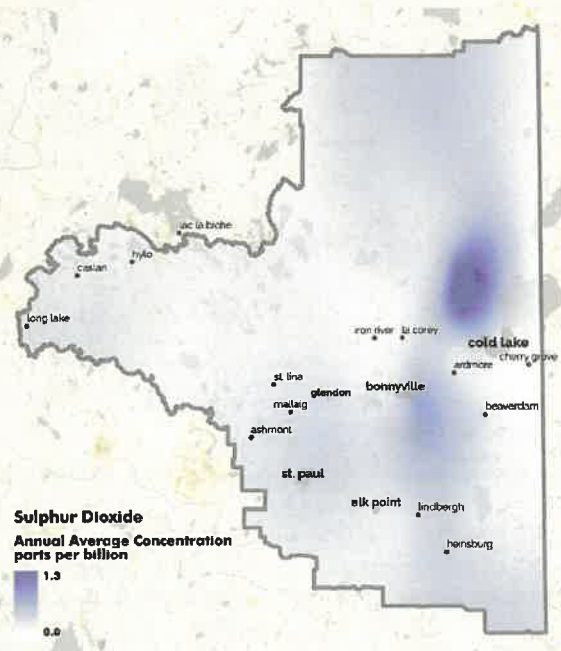 lac la biche
hylo
caslan
long lake
iron river
la corey
cold lake
cherry grove
ardmore
st. lina
glendon
bonnyville
mallaig
beaverdam
ashmont
st. paul
elk point
lindbergh
heinsburg
Sulphur Dioxide
Annual Average Concentration
parts per billion
1.3
0.0